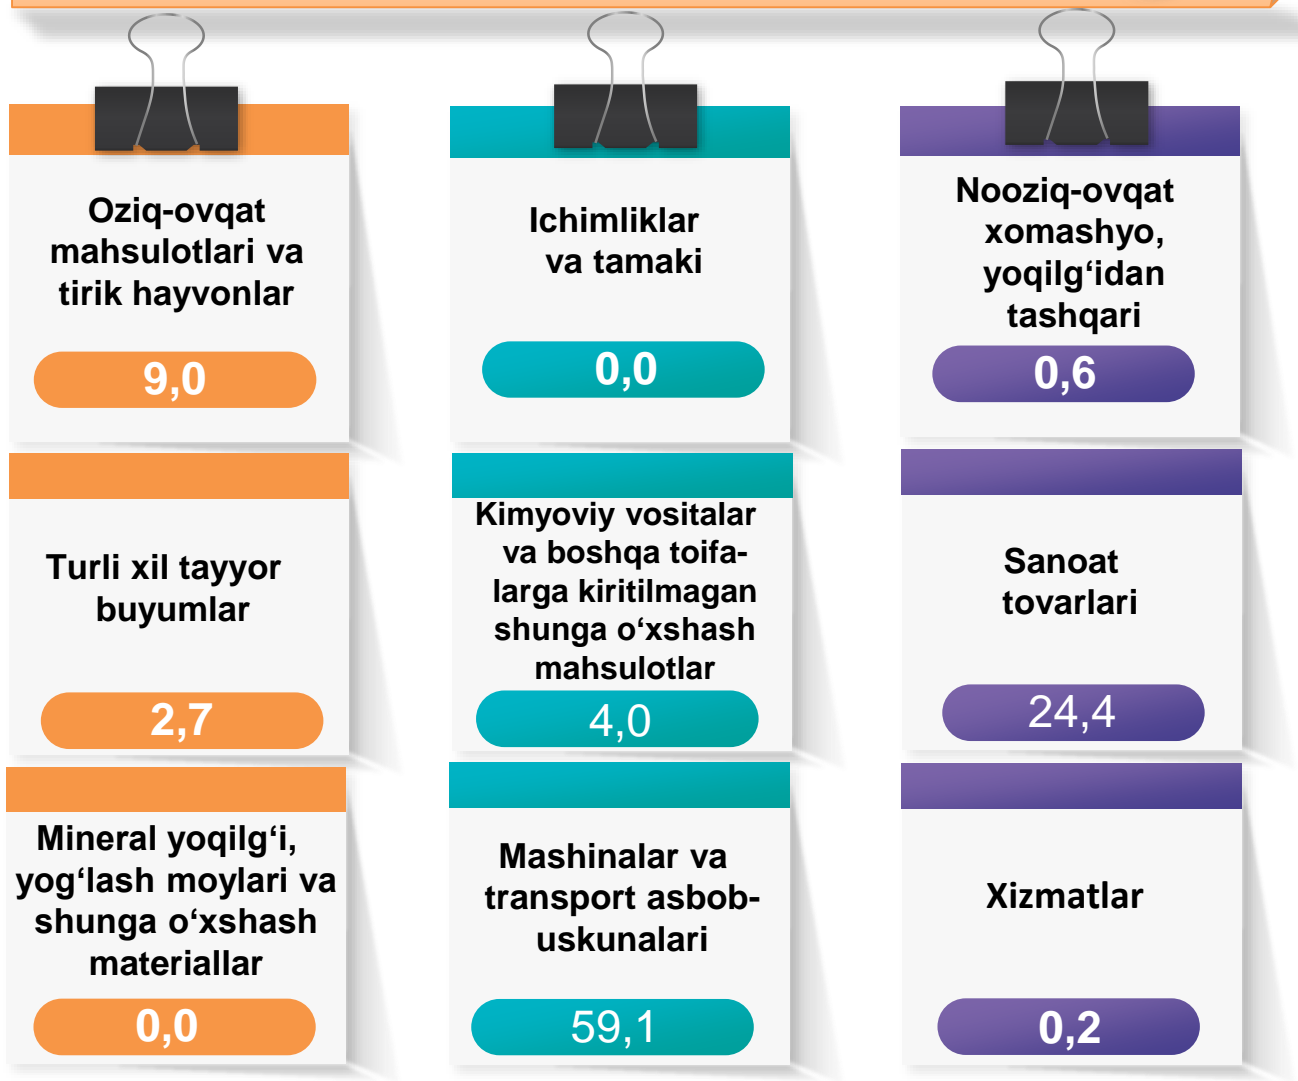 Oziq-ovqat
mahsulotlari va
tirik hayvonlar
9,0
Ichimliklar
va tamaki
0,0
Nooziq-ovqat
xomashyo,
yoqilg‘idan
tashqari
0,6
Turli xil tayyor
buyumlar
2,7
Kimyoviy vositalar
va boshqa toifa-
larga kiritilmagan
shunga o‘xshash
mahsulotlar
4,0
Sanoat
tovarlari
24,4
Mineral yoqilg‘i,
yog‘lash moylari va
shunga o‘xshash
materiallar
0,0
Mashinalar va
transport asbob-
uskunalari
59,1
Xizmatlar
0,2